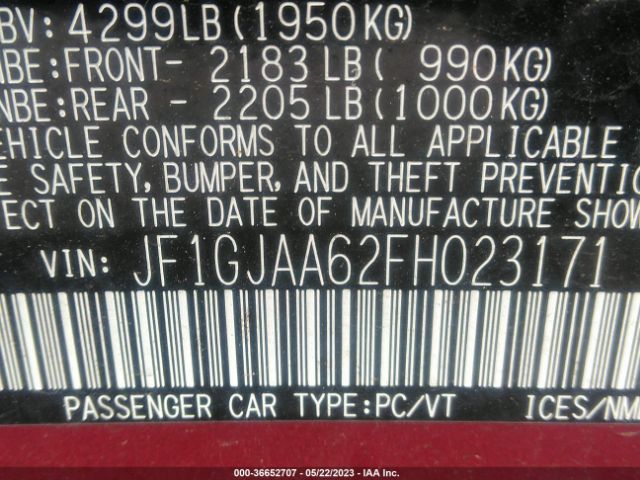 BV: 4299LB (1950KG)
NBE: FRONT- 2183 LB ( 990KG)
NBE: REAR - 2205 LB (1000KG)
EHICLE CONFORMS TO ALL APPLICABLE
E SAFETY, BUMPER, AND THEFT PREVENTIO
FECT ON THE DATE OF MANUFACTURE SHOW
VIN: JF1GJAA62FH023171
PASSENGER CAR TYPE:PC/VT ICES/NM
000-36652707 - 05/22/2023 - IAA Inc.